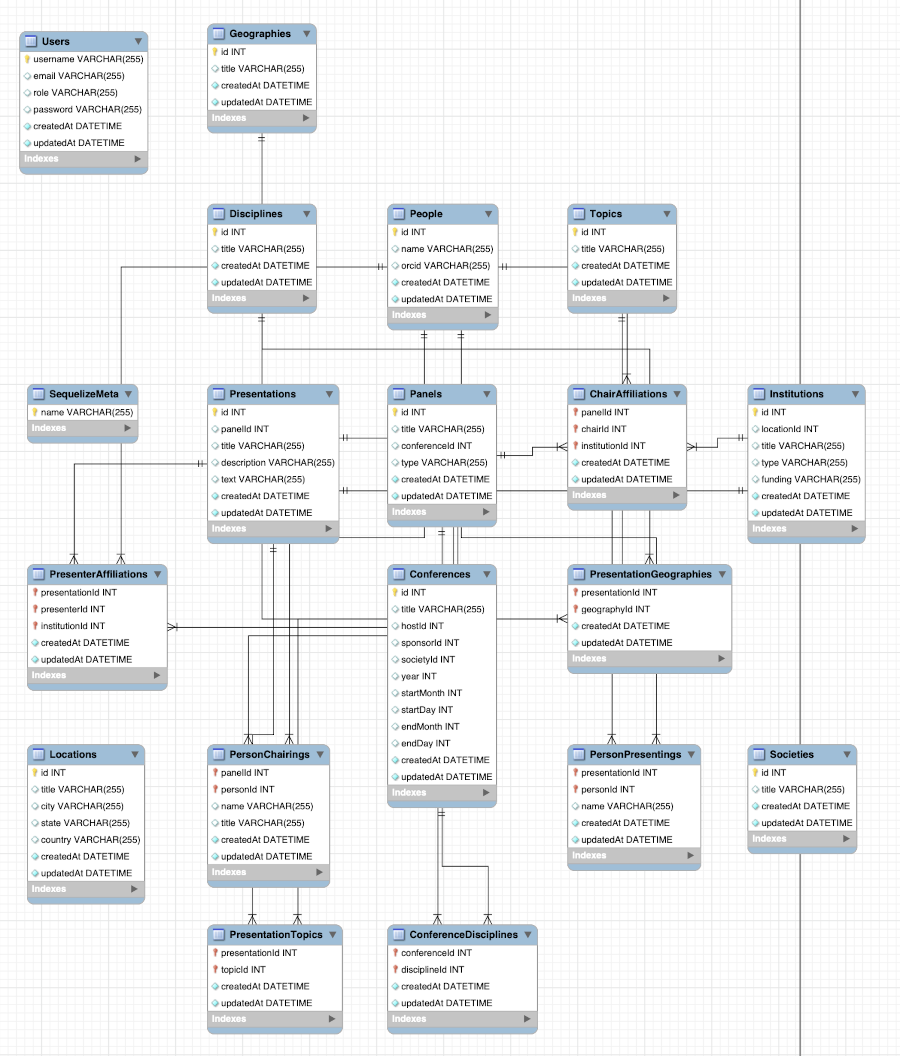 Users
username VARCHAR(255)
email VARCHAR(255)
role VARCHAR(255)
password VARCHAR(255)
createdAt DATETIME
updatedAt DATETIME
Indexes
Geographies
id INT
title VARCHAR(255)
createdAt DATETIME
updatedAt DATETIME
Indexes
Disciplines
id INT
title VARCHAR(255)
createdAt DATETIME
updatedAt DATETIME
Indexes
People
id INT
name VARCHAR(255)
orcid VARCHAR(255)
createdAt DATETIME
updatedAt DATETIME
Indexes
Topics
id INT
title VARCHAR(255)
createdAt DATETIME
updatedAt DATETIME
Indexes
SequelizeMeta
name VARCHAR(255)
Indexes
Presentations
id INT
panelId INT
title VARCHAR(255)
description VARCHAR(255)
text VARCHAR(255)
createdAt DATETIME
updatedAt DATETIME
Indexes
Panels
id INT
title VARCHAR(255)
conferenceId INT
type VARCHAR(255)
createdAt DATETIME
updatedAt DATETIME
Indexes
ChairAffiliations
panelId INT
chairId INT
institutionId INT
createdAt DATETIME
updatedAt DATETIME
Indexes
Institutions
id INT
locationId INT
title VARCHAR(255)
type VARCHAR(255)
funding VARCHAR(255)
createdAt DATETIME
updatedAt DATETIME
Indexes
PresenterAffiliations
presentationId INT
presenterId INT
institutionId INT
createdAt DATETIME
updatedAt DATETIME
Indexes
Conferences
id INT
title VARCHAR(255)
hostId INT
sponsorId INT
societyId INT
year INT
startMonth INT
startDay INT
endMonth INT
endDay INT
createdAt DATETIME
updatedAt DATETIME
Indexes
PresentationGeographies
presentationId INT
geographyId INT
createdAt DATETIME
updatedAt DATETIME
Indexes
Locations
id INT
title VARCHAR(255)
city VARCHAR(255)
state VARCHAR(255)
country VARCHAR(255)
createdAt DATETIME
updatedAt DATETIME
Indexes
PersonChairings
panelId INT
personId INT
name VARCHAR(255)
title VARCHAR(255)
createdAt DATETIME
updatedAt DATETIME
Indexes
PersonPresentings
presentationId INT
personId INT
name VARCHAR(255)
createdAt DATETIME
updatedAt DATETIME
Indexes
Societies
id INT
title VARCHAR(255)
createdAt DATETIME
updatedAt DATETIME
Indexes
PresentationTopics
presentationId INT
topicId INT
createdAt DATETIME
updatedAt DATETIME
Indexes
ConferenceDisciplines
conferenceId INT
disciplineId INT
createdAt DATETIME
updatedAt DATETIME
Indexes